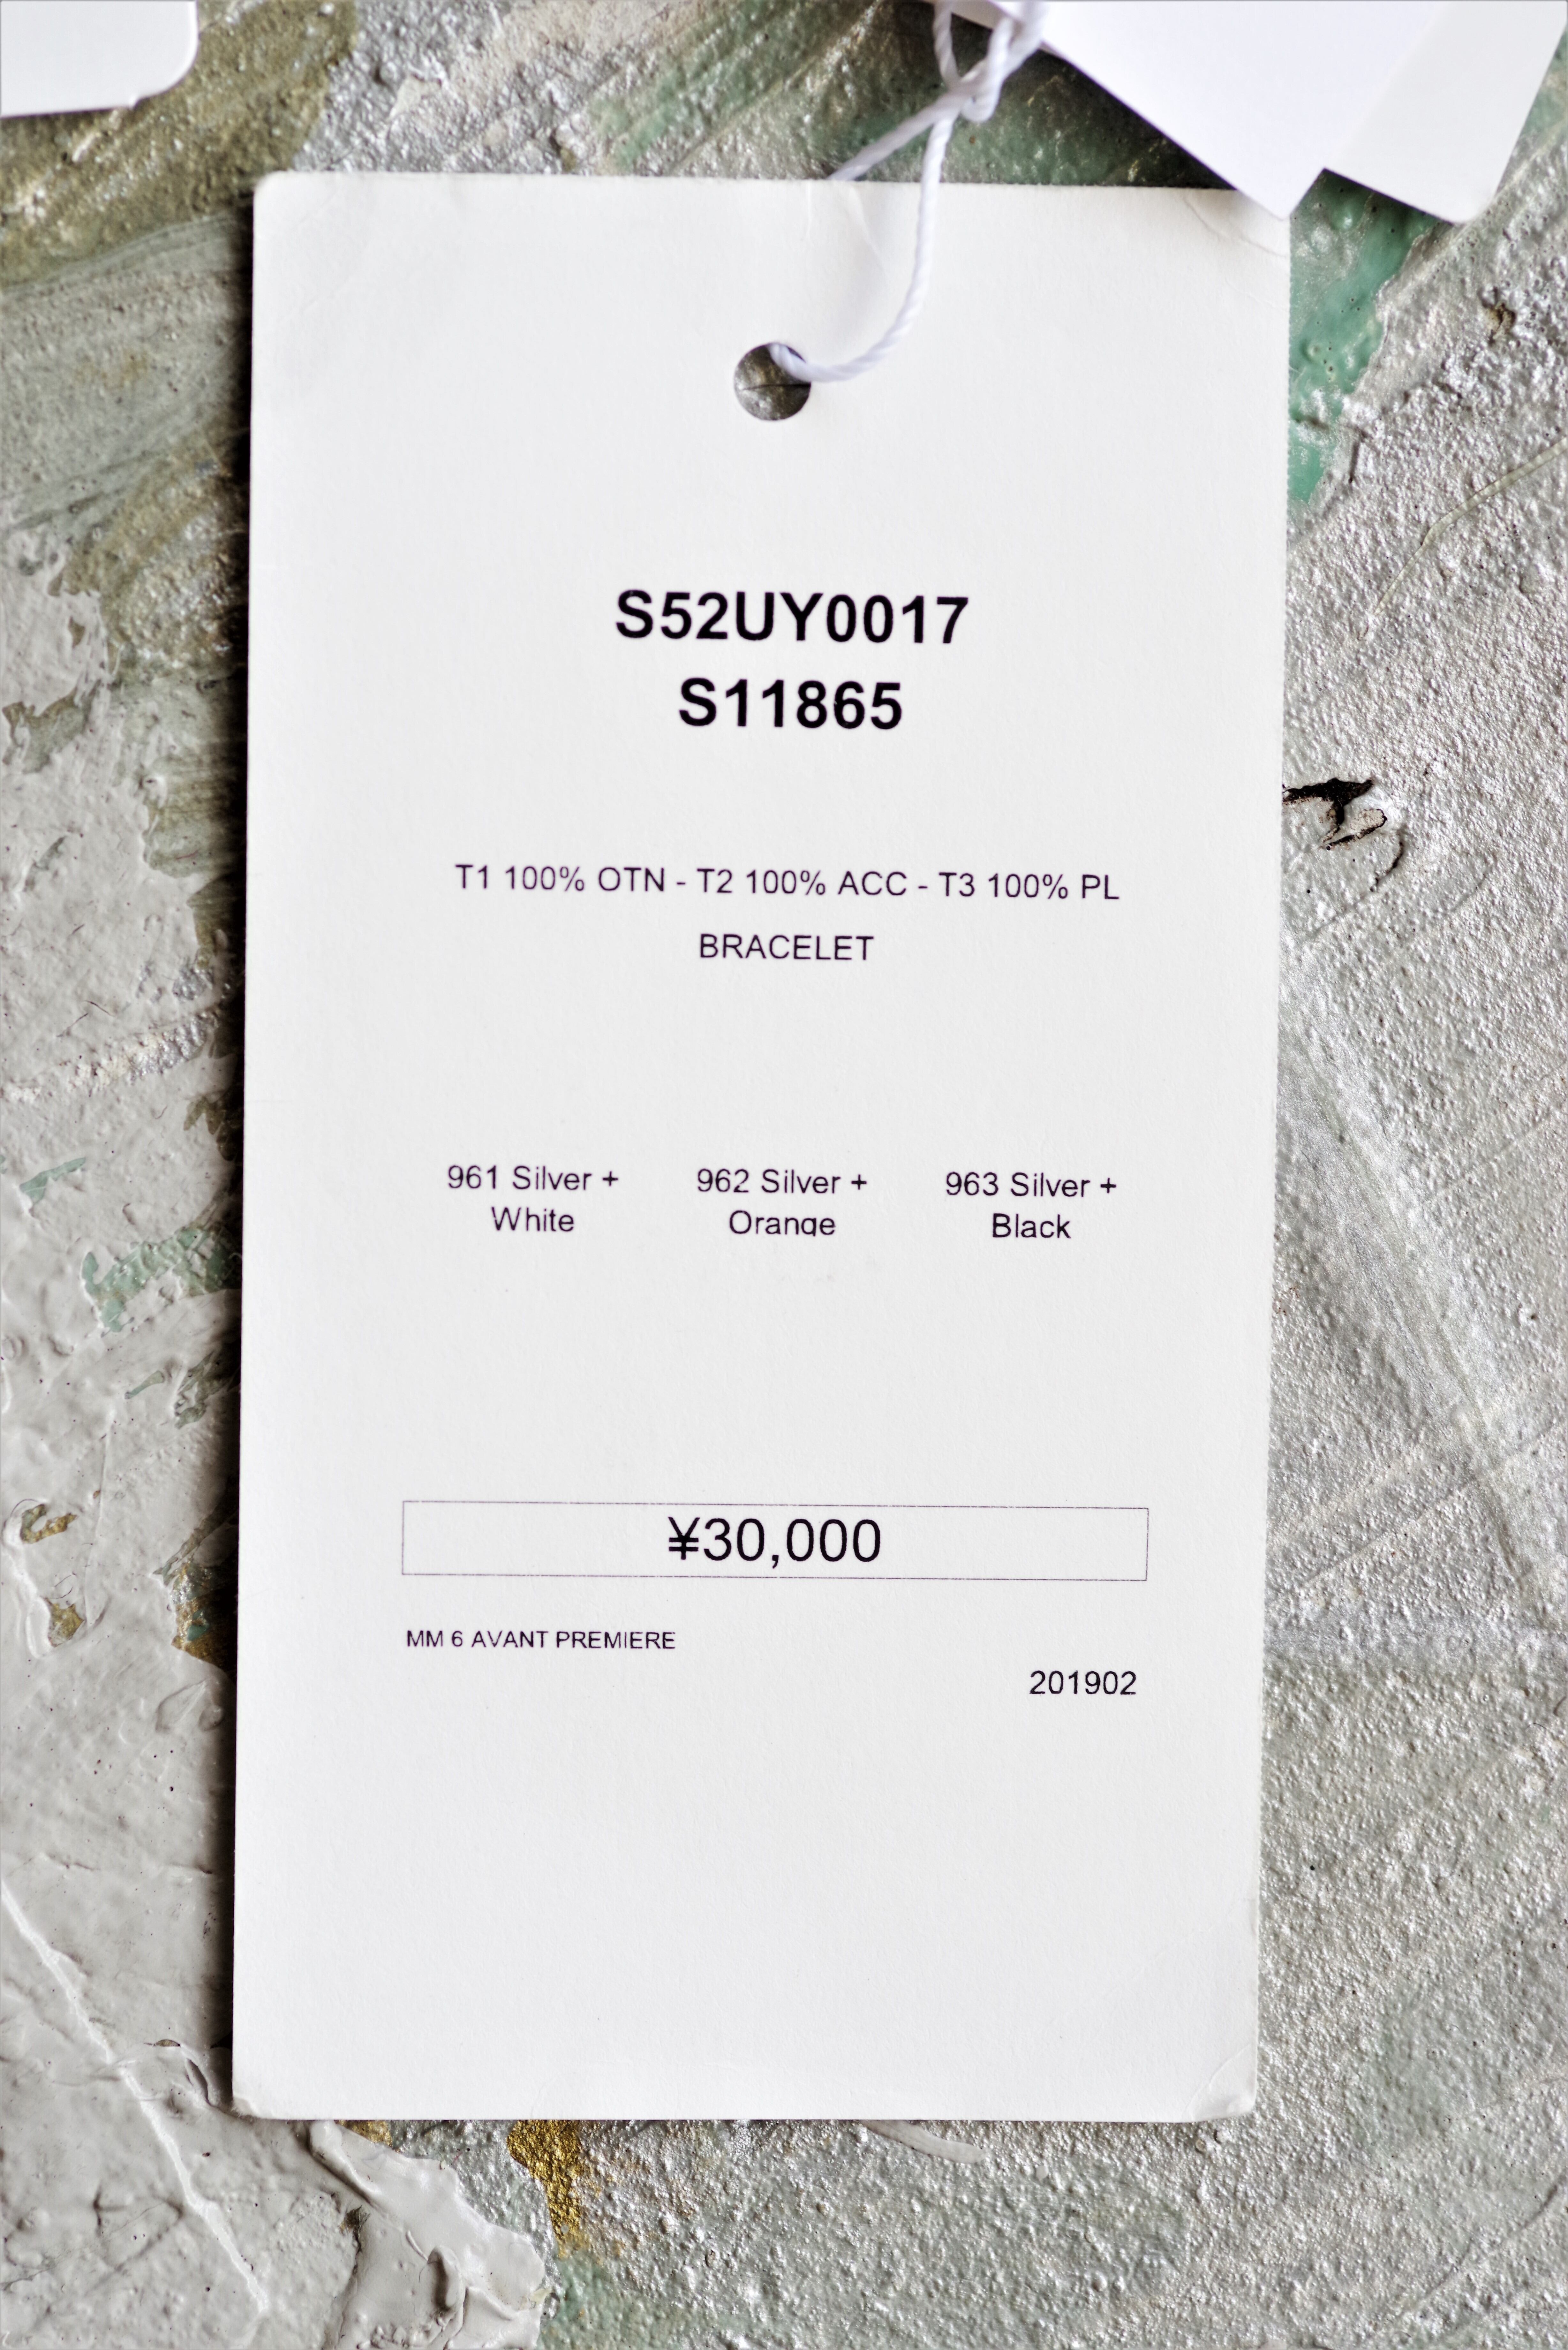 S52UY0017
S11865
T1 100% OTN - T2 100% ACC - T3 100% PL
BRACELET
961 Silver +
White
962 Silver +
Orange
963 Silver +
Black
¥30,000
MM 6 AVANT PREMIERE
201902